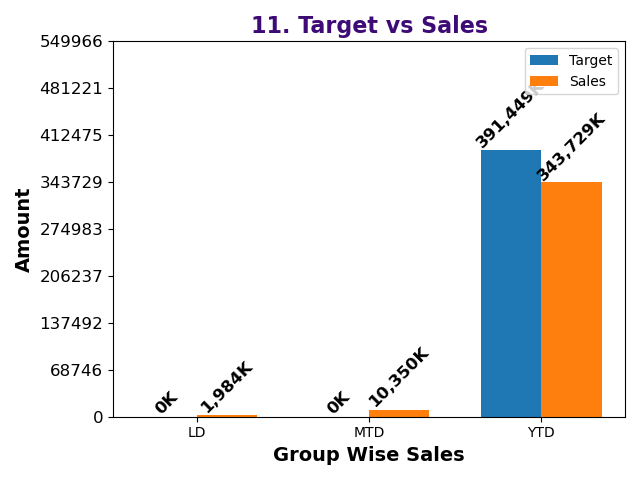 11. Target vs Sales
Target
Sales
Amount
549966
481221
412475
343729
274983
206237
137492
68746
0
0K
1,984K
0K
10,350K
391,449K
343,729K
LD
MTD
YTD
Group Wise Sales